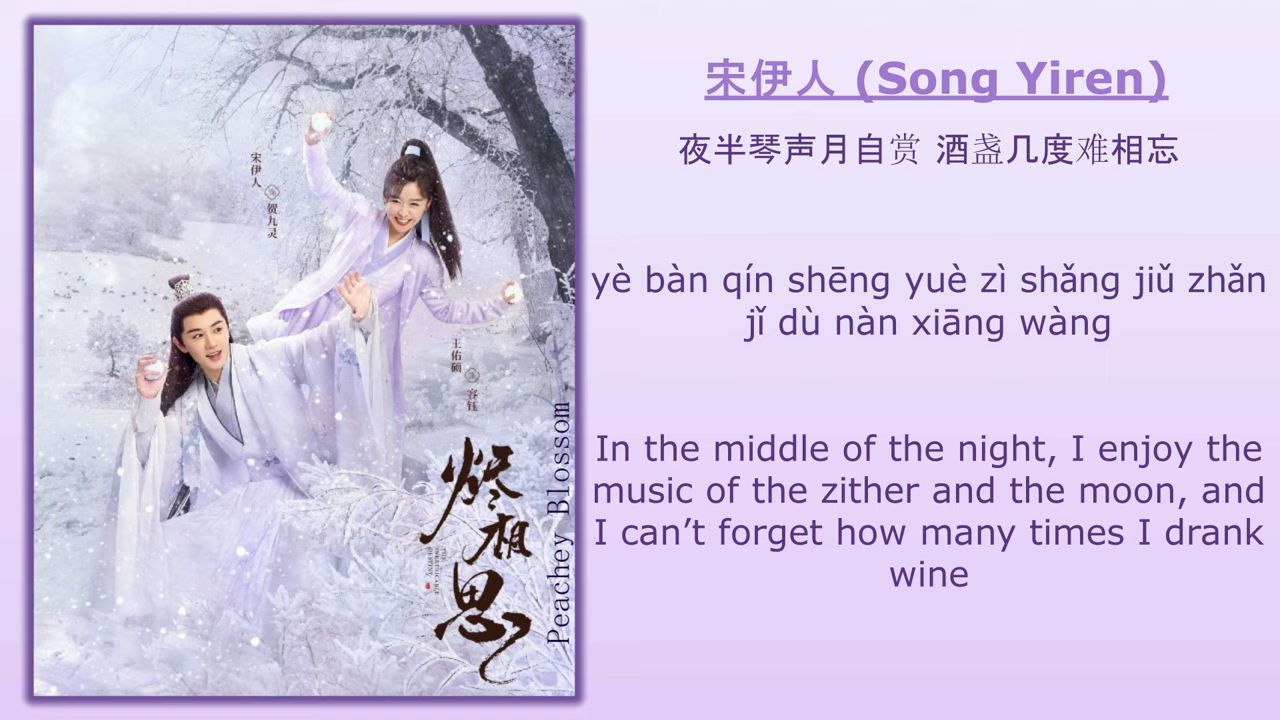 宋伊人
饰
贺九灵
王佑硕
饰
容钰
烬相思
Peachey Blossom
宋伊人 (Song Yiren)
夜半琴声月自赏 酒盏几度难相忘
yè bàn qín shēng yuè zì shǎng jiǔ zhǎn
jǐ dù nàn xiāng wàng
In the middle of the night, I enjoy the
music of the zither and the moon, and
I can’t forget how many times I drank
wine